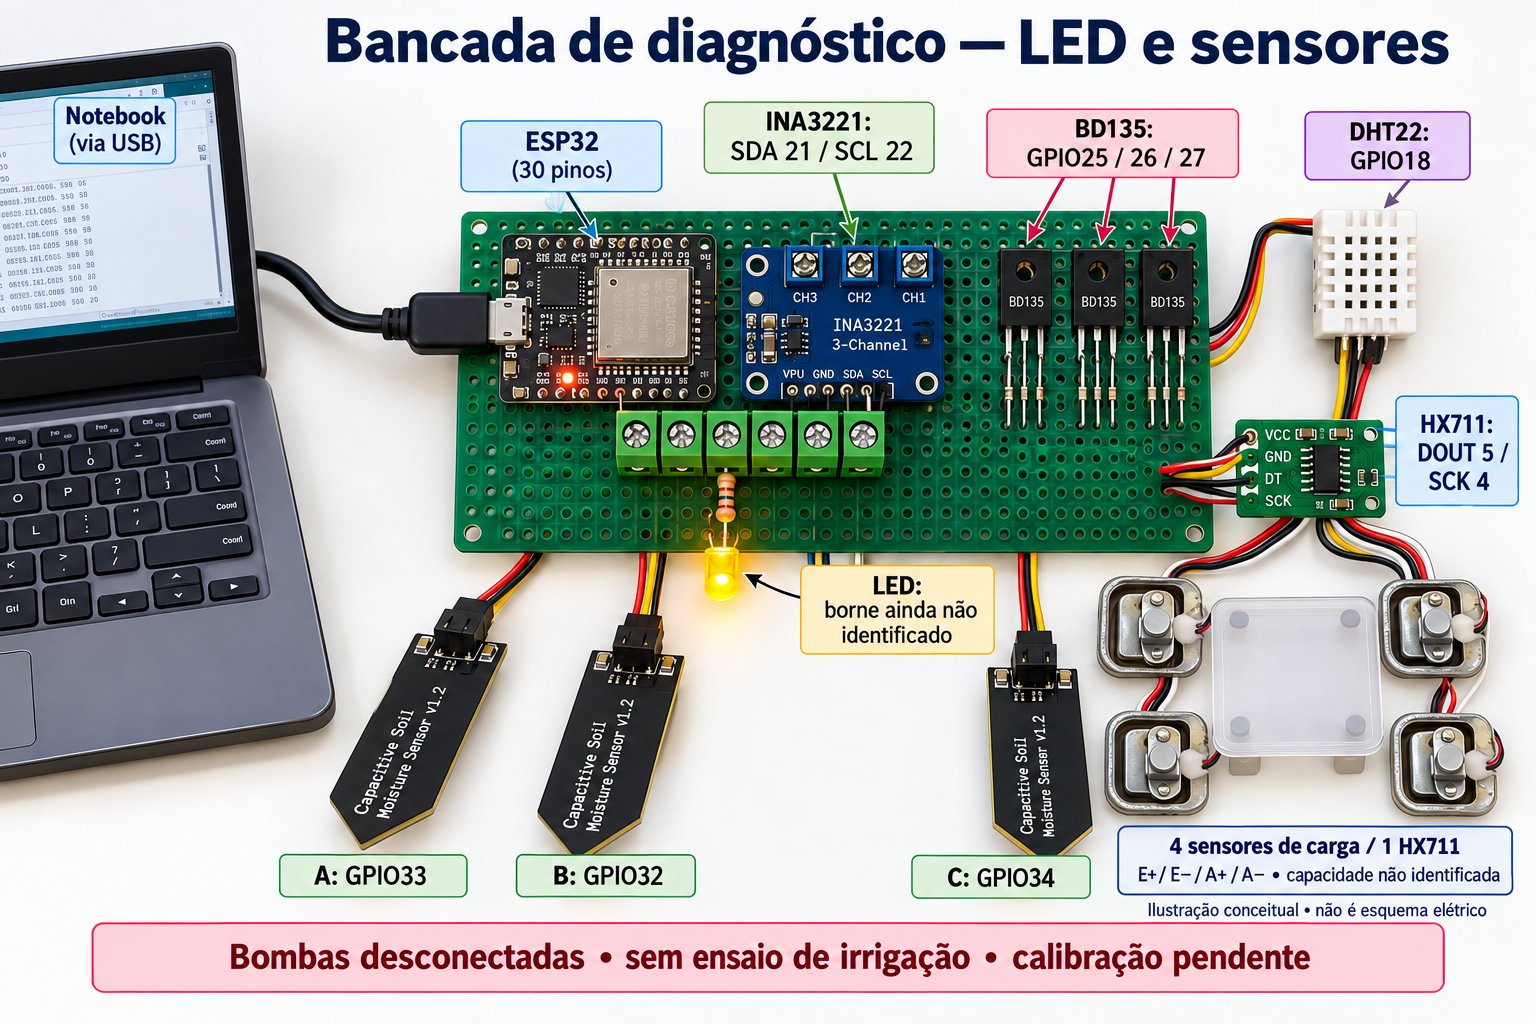 Bancada de diagnóstico — LED e sensores
Notebook
(via USB)
ESP32
(30 pinos)
INA3221:
SDA 21 / SCL 22
BD135:
GPIO25 / 26 / 27
DHT22:
GPIO18
CH3 CH2 CH1
INA3221
3-Channel
VPU GND SDA SCL
BD135 BD135 BD135
HX711:
DOUT 5 /
SCK 4
VCC
GND
DT
SCK
LED:
borne ainda não
identificado
Capacitive Soil
Moisture Sensor v1.2
Capacitive Soil
Moisture Sensor v1.2
Capacitive Soil
Moisture Sensor v1.2
A: GPIO33
B: GPIO32
C: GPIO34
4 sensores de carga / 1 HX711
E+ / E− / A+ / A− • capacidade não identificada
Ilustração conceitual • não é esquema elétrico
Bombas desconectadas • sem ensaio de irrigação • calibração pendente